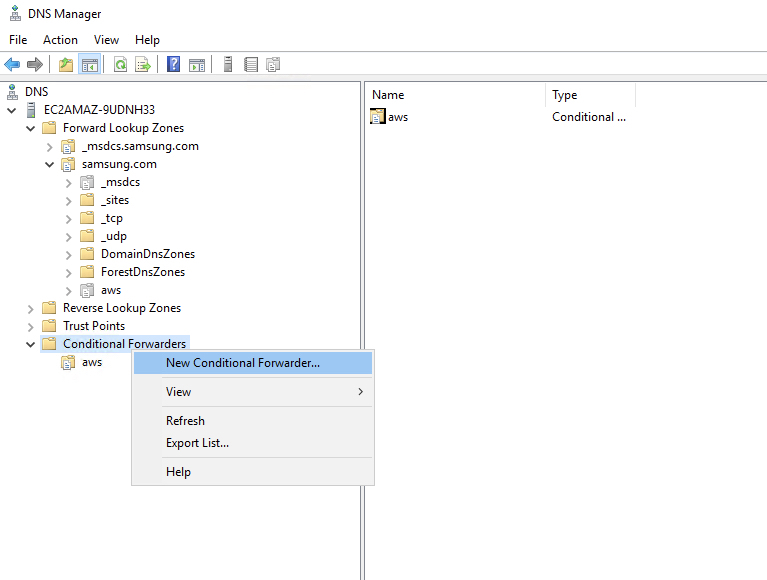 DNS Manager
File Action View Help
DNS
EC2AMAZ-9UDNH33
Forward Lookup Zones
_msdcs.samsung.com
samsung.com
_msdcs
_sites
_tcp
_udp
DomainDnsZones
ForestDnsZones
aws
Reverse Lookup Zones
Trust Points
Conditional Forwarders
aws
New Conditional Forwarder...
View
Refresh
Export List...
Help
Name Type
aws Conditional ...